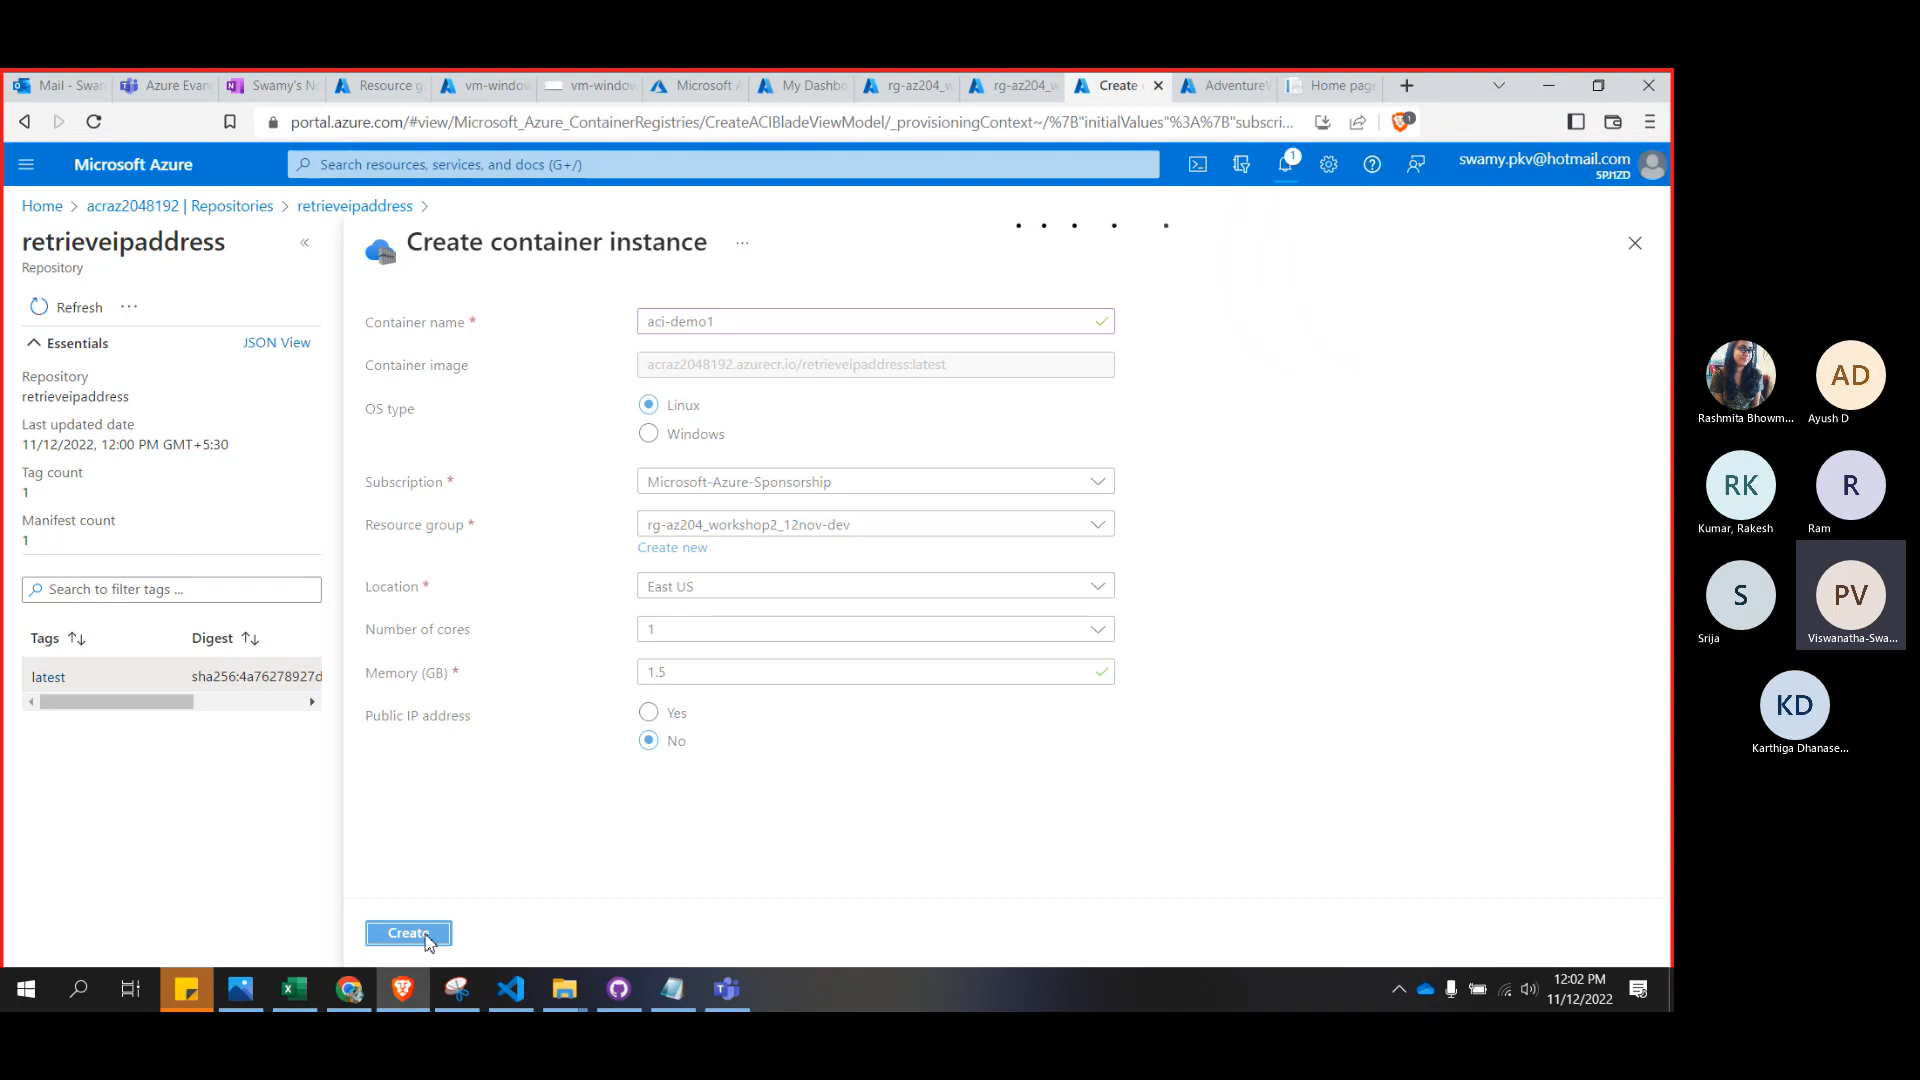 Mail - Swan
Azure Evan
Swamy's N
Resource g
vm-window
vm-window
Microsoft A
My Dashbo
rg-az204_w
rg-az204_w
Create
Adventure
Home page
portal.azure.com/#view/Microsoft_Azure_ContainerRegistries/CreateACIBladeViewModel/_provisioningContext~/%7B"initialValues"%3A%7B"subscri...
1
Microsoft Azure
Search resources, services, and docs (G+/)
1
swamy.pkv@hotmail.com
5PJ1ZD
Home > acraz2048192 | Repositories > retrieveipaddress >
retrieveipaddress
Repository
Refresh ...
Essentials
JSON View
Repository
retrieveipaddress
Last updated date
11/12/2022, 12:00 PM GMT+5:30
Tag count
1
Manifest count
1
Search to filter tags ...
Tags
Digest
latest
sha256:4a76278927d
Create container instance ...
Container name *
aci-demo1
Container image
acraz2048192.azurecr.io/retrieveipaddress:latest
OS type
Linux
Windows
Subscription *
Microsoft-Azure-Sponsorship
Resource group *
rg-az204_workshop2_12nov-dev
Create new
Location *
East US
Number of cores
1
Memory (GB) *
1.5
Public IP address
Yes
No
Create
12:02 PM
11/12/2022
Rashmita Bhowm...
AD
Ayush D
RK
Kumar, Rakesh
R
Ram
S
Srija
PV
Viswanatha-Swa...
KD
Karthiga Dhanase...